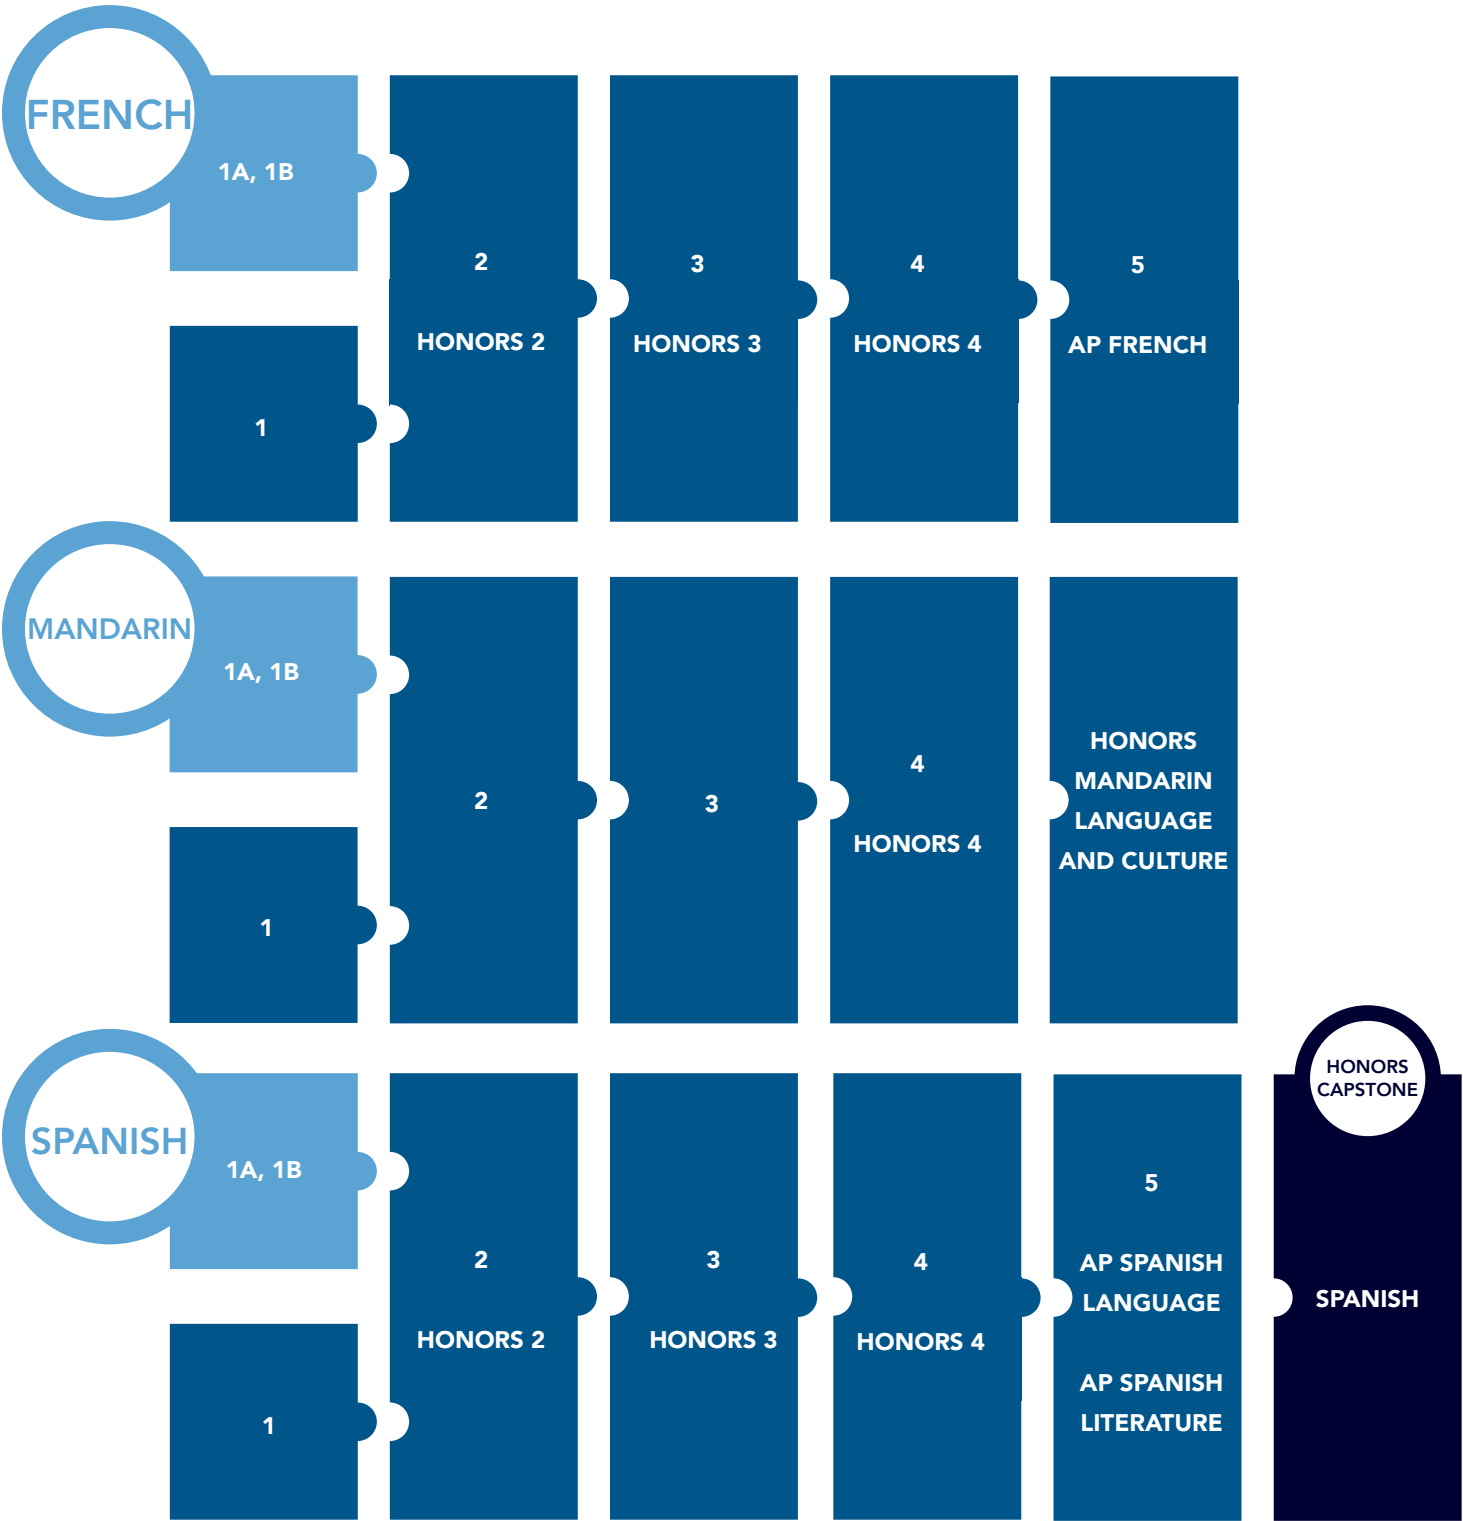 FRENCH
1A, 1B
1
2
HONORS 2
3
HONORS 3
4
HONORS 4
5
AP FRENCH
MANDARIN
1A, 1B
1
2
3
4
HONORS 4
HONORS
MANDARIN
LANGUAGE
AND CULTURE
SPANISH
1A, 1B
1
2
HONORS 2
3
HONORS 3
4
HONORS 4
5
AP SPANISH
LANGUAGE
AP SPANISH
LITERATURE
HONORS
CAPSTONE
SPANISH